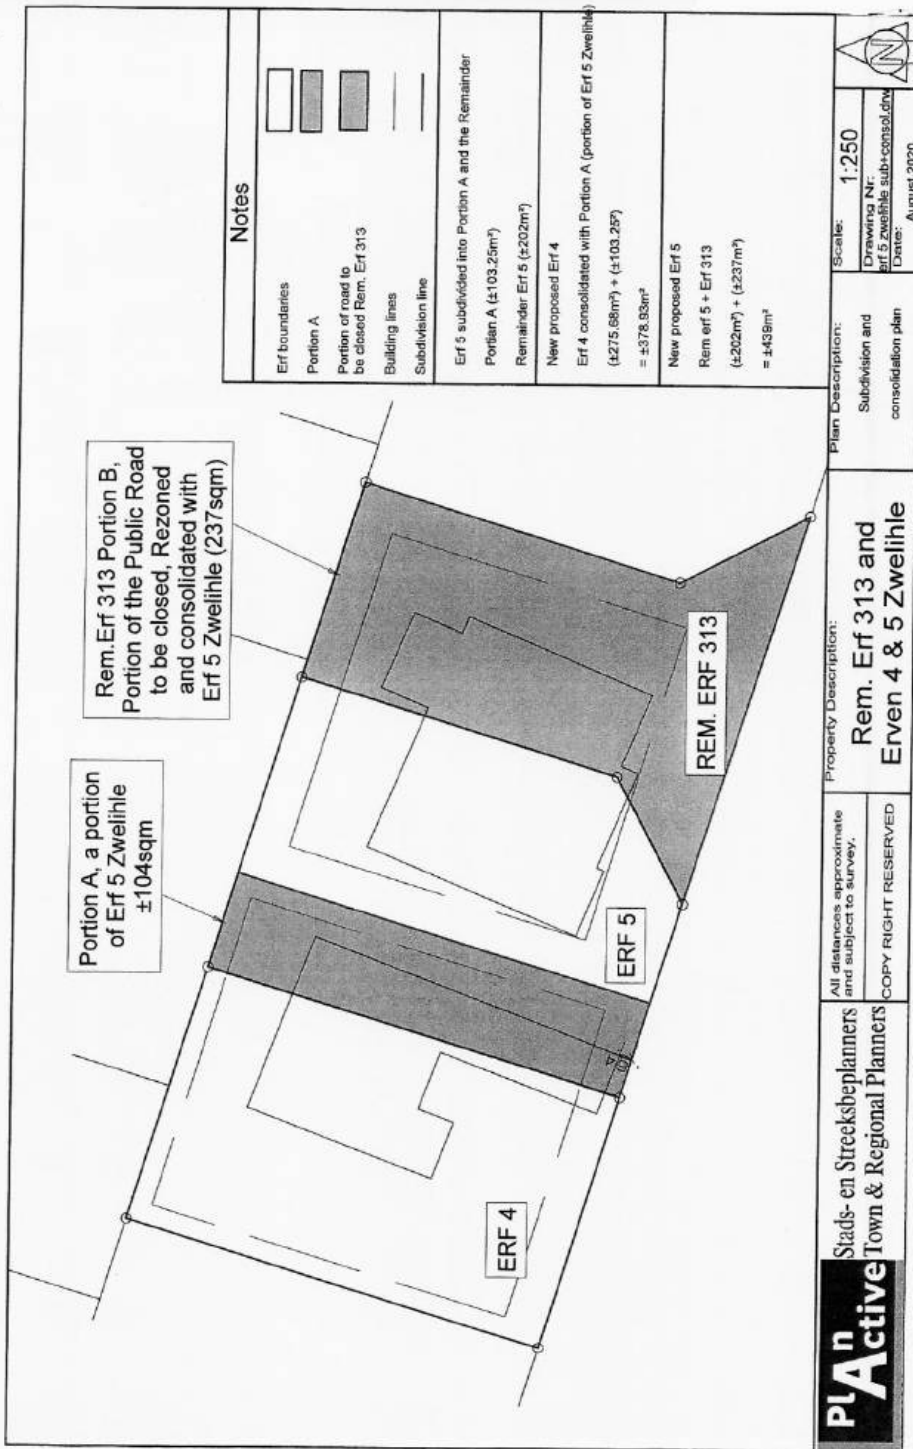 Portion A, a portion
of Erf 5 Zwelihle
±104sqm
Rem.Erf 313 Portion B,
Portion of the Public Road
to be closed, Rezoned
and consolidated with
Erf 5 Zwelihle (237sqm)
ERF 4
ERF 5
REM. ERF 313
Notes
Erf boundaries
Portion A
Portion of road to
be closed Rem. Erf 313
Building lines
Subdivision line
Erf 5 subdivided into Portion A and the Remainder
Portian A (±103.25m²)
Remainder Erf 5 (±202m²)
New proposed Erf 4
Erf 4 consolidated with Portion A (portion of Erf 5 Zwelihle)
(±275.68m²) + (±103.25²)
= ±378.93m²
New proposed Erf 5
Rem erf 5 + Erf 313
(±202m²) + (±237m²)
= ±439m²
Plan Active
Stads- en Streeksbeplanners
Town & Regional Planners
All distances approximate
and subject to survey.
COPY RIGHT RESERVED
Property Description:
Rem. Erf 313 and
Erven 4 & 5 Zwelihle
Plan Description:
Subdivision and
consolidation plan
Scale:
1:250
Drawing Nr:
erf 5 zwelihle sub+consol.drw
Date:
August 2020
N